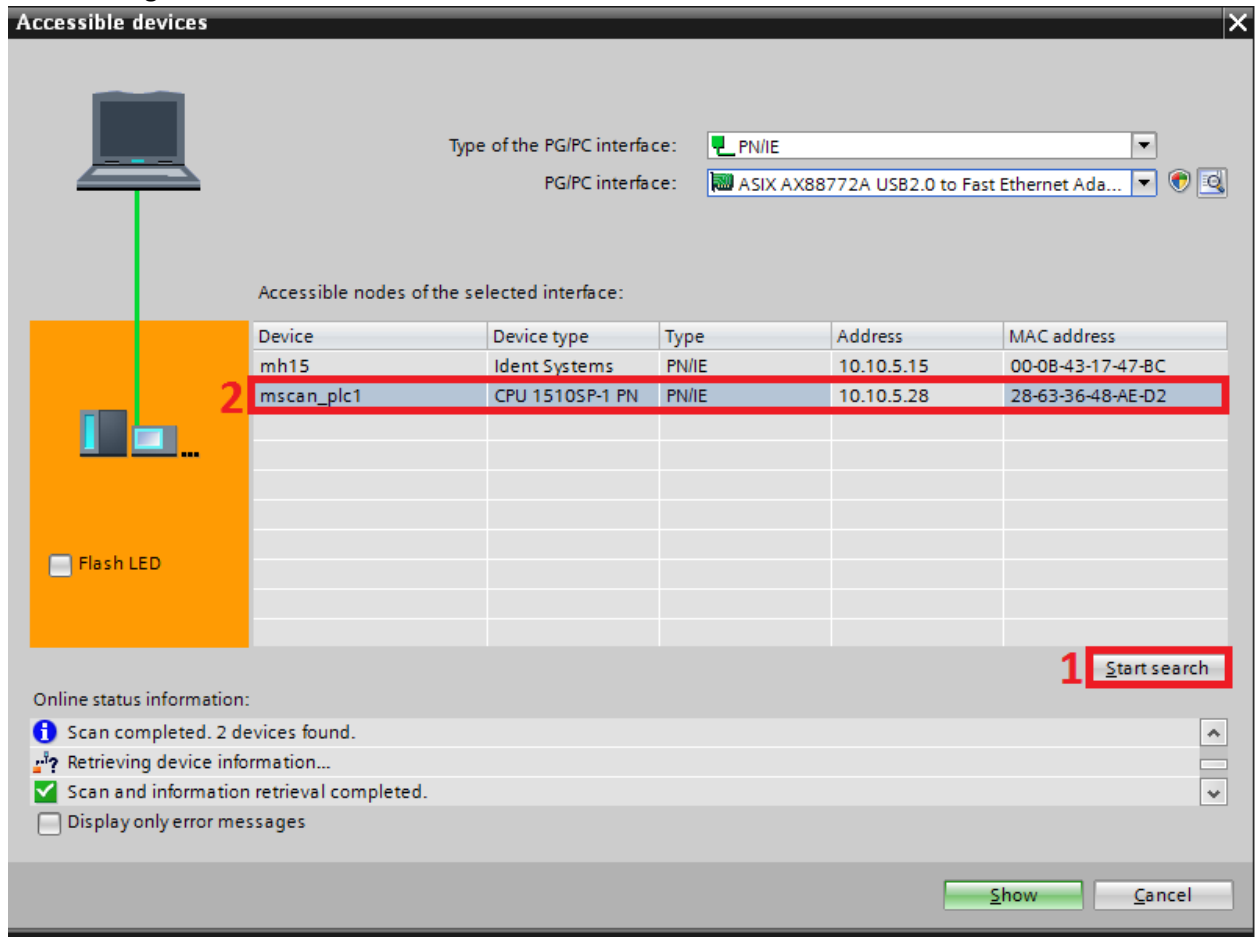 Accessible devices
Type of the PG/PC interface: PN/IE
PG/PC interface: ASIX AX88772A USB2.0 to Fast Ethernet Ada...
Accessible nodes of the selected interface:
Device Device type Type Address MAC address
mh15 Ident Systems PN/IE 10.10.5.15 00-0B-43-17-47-BC
2 mscan_plc1 CPU 1510SP-1 PN PN/IE 10.10.5.28 28-63-36-48-AE-D2
...
Flash LED
1 Start search
Online status information:
Scan completed. 2 devices found.
Retrieving device information...
Scan and information retrieval completed.
Display only error messages
Show Cancel